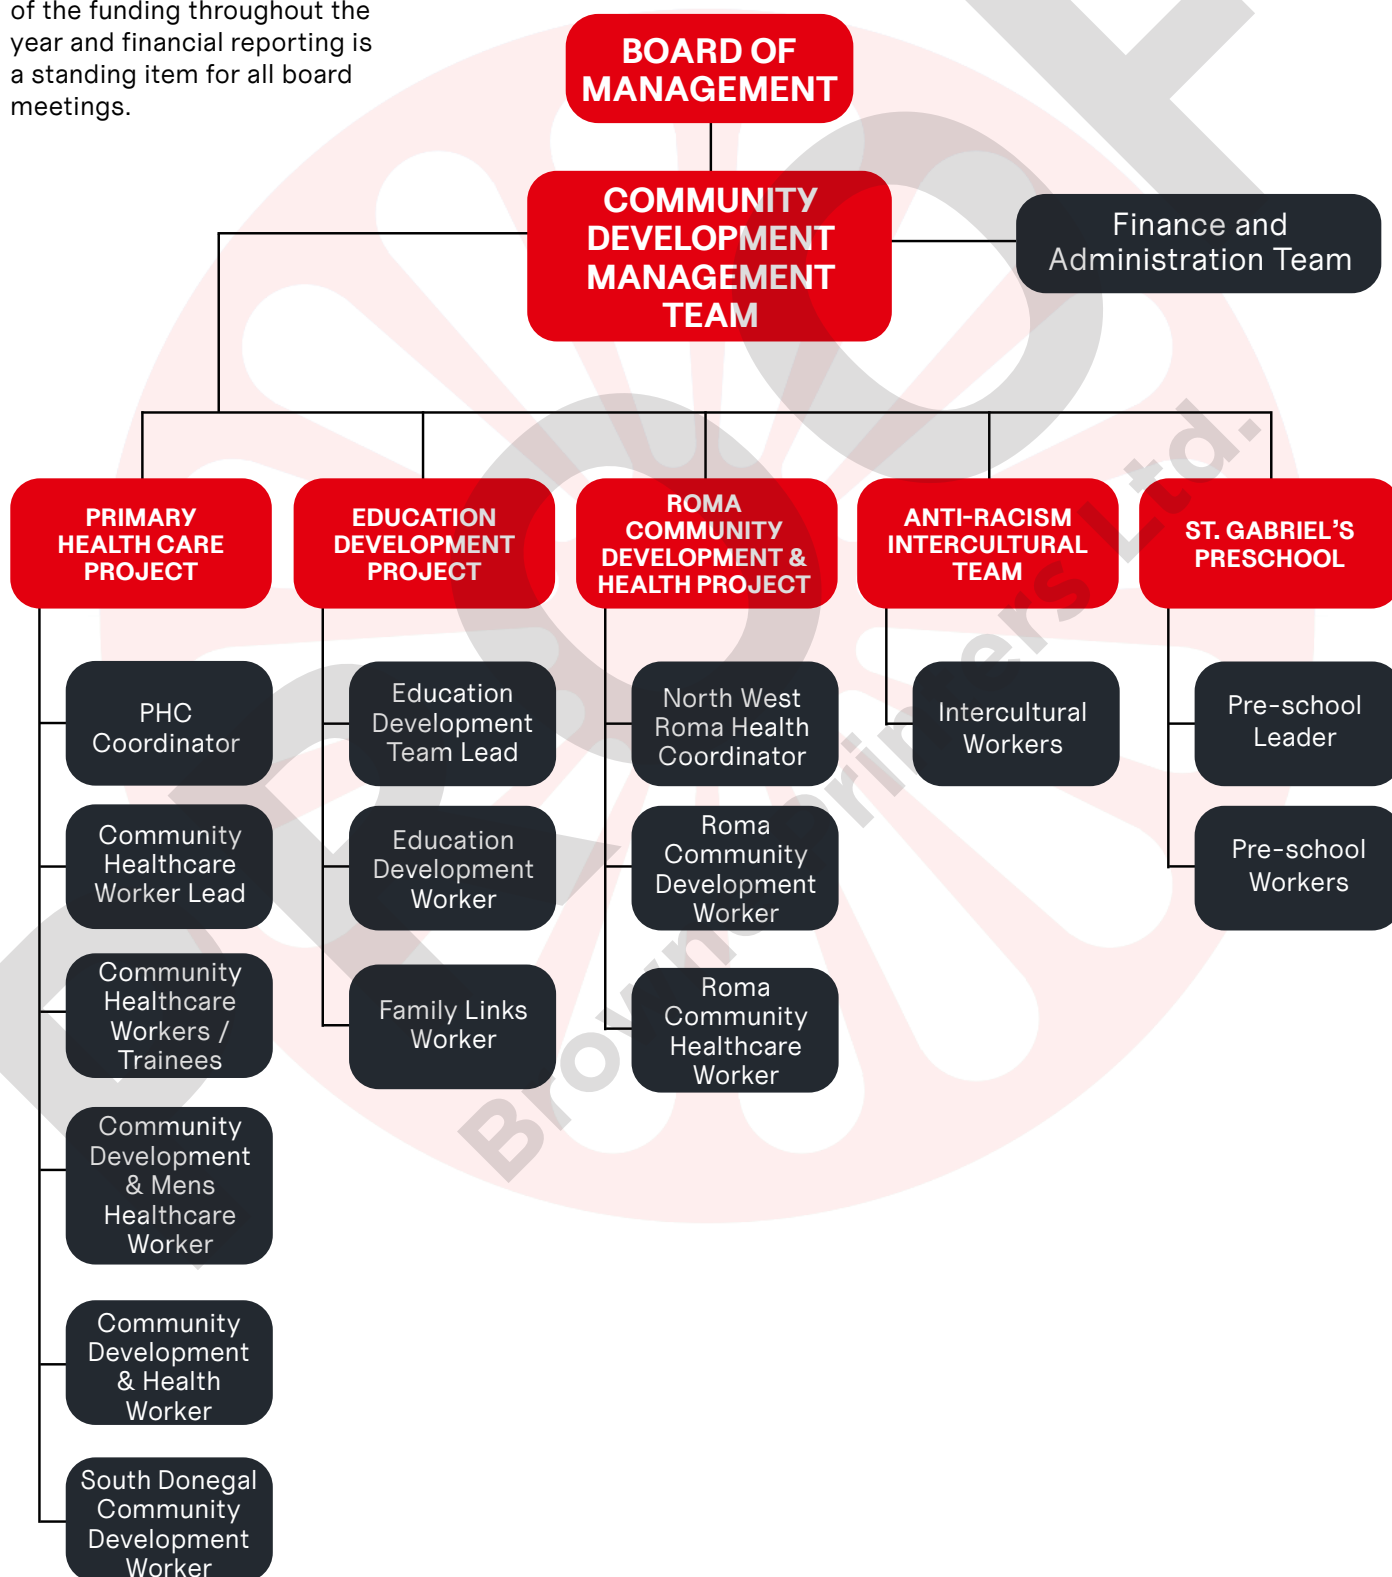 of the funding throughout the
year and financial reporting is
a standing item for all board
meetings.
BOARD OF
MANAGEMENT
COMMUNITY
DEVELOPMENT
MANAGEMENT
TEAM
Finance and
Administration Team
PRIMARY
HEALTH CARE
PROJECT
EDUCATION
DEVELOPMENT
PROJECT
ROMA
COMMUNITY
DEVELOPMENT &
HEALTH PROJECT
ANTI-RACISM
INTERCULTURAL
TEAM
ST. GABRIEL'S
PRESCHOOL
PHC
Coordinator
Community
Healthcare
Worker Lead
Community
Healthcare
Workers /
Trainees
Community
Development
& Mens
Healthcare
Worker
Community
Development
& Health
Worker
South Donegal
Community
Development
Worker
Education
Development
Team Lead
Education
Development
Worker
Family Links
Worker
North West
Roma Health
Coordinator
Roma
Community
Development
Worker
Roma
Community
Healthcare
Worker
Intercultural
Workers
Pre-school
Leader
Pre-school
Workers
PROOF
Printers Ltd.